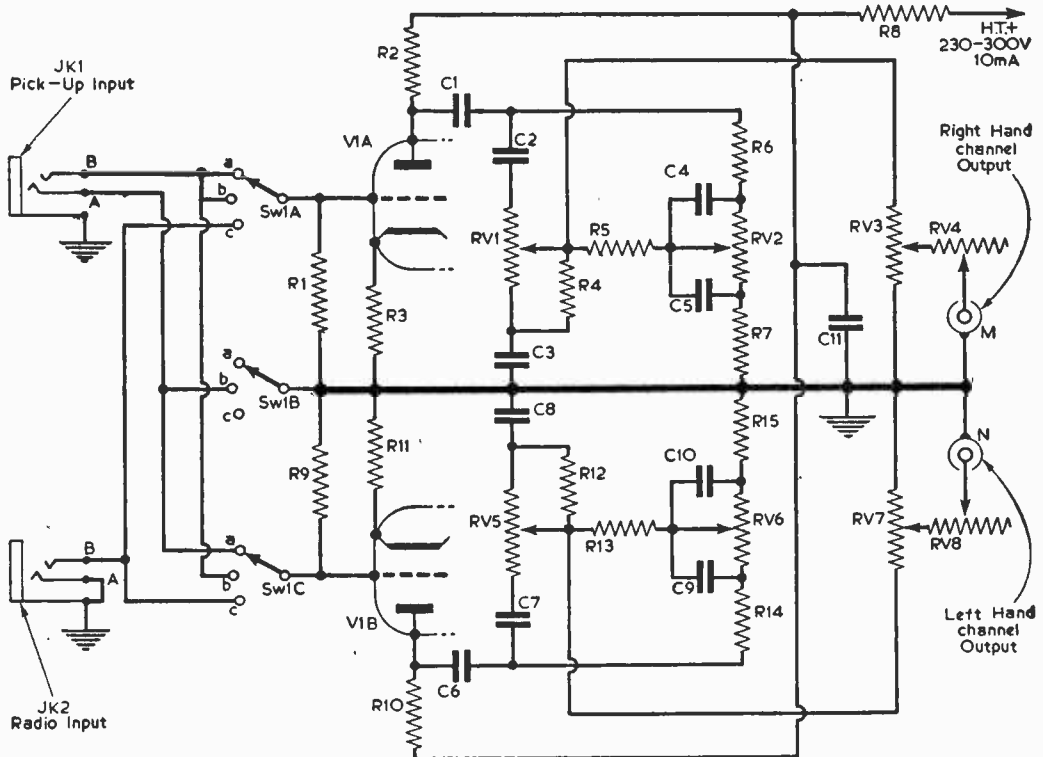 R8
H.T.+
230-300V
10mA
R2
JK1
Pick-Up Input
C1
Right Hand
channel
Output
V1A
C2
R6
B
a
C4
A
b
Sw1A
c
RV1
R5
RV2
RV3
RV4
R1
R3
R4
C5
R7
C11
M
C3
a
b
Sw1B
c
C8
R15
N
R11
R9
R12
C10
RV5
RV6
RV7
R13
RV8
B
a
A
b
Sw1C
c
C7
C9
R14
Left Hand
channel
Output
V1B
C6
R10
JK2
Radio Input